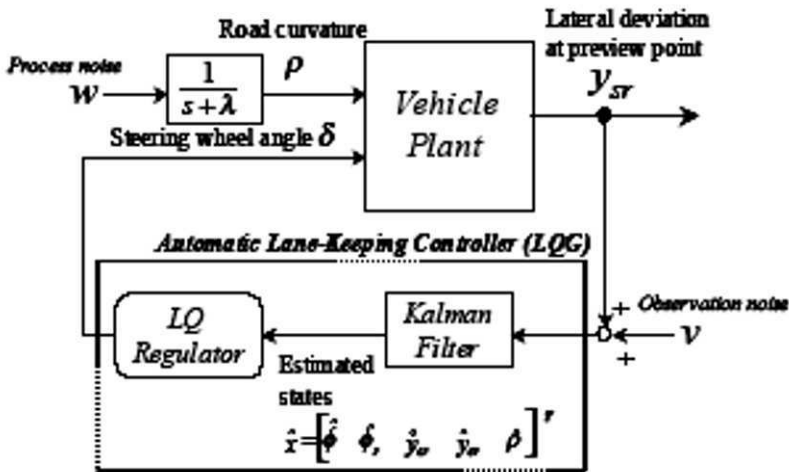 Lateral deviation
Road curvature
at preview point
Process noise
w
1
s+λ
ρ
y_sr
Vehicle
Plant
Steering wheel angle δ
Automatic Lane-Keeping Controller (LQG)
LQ
Regulator
Kalman
Filter
+ Observation noise
v
+
Estimated
states
x̂=
T